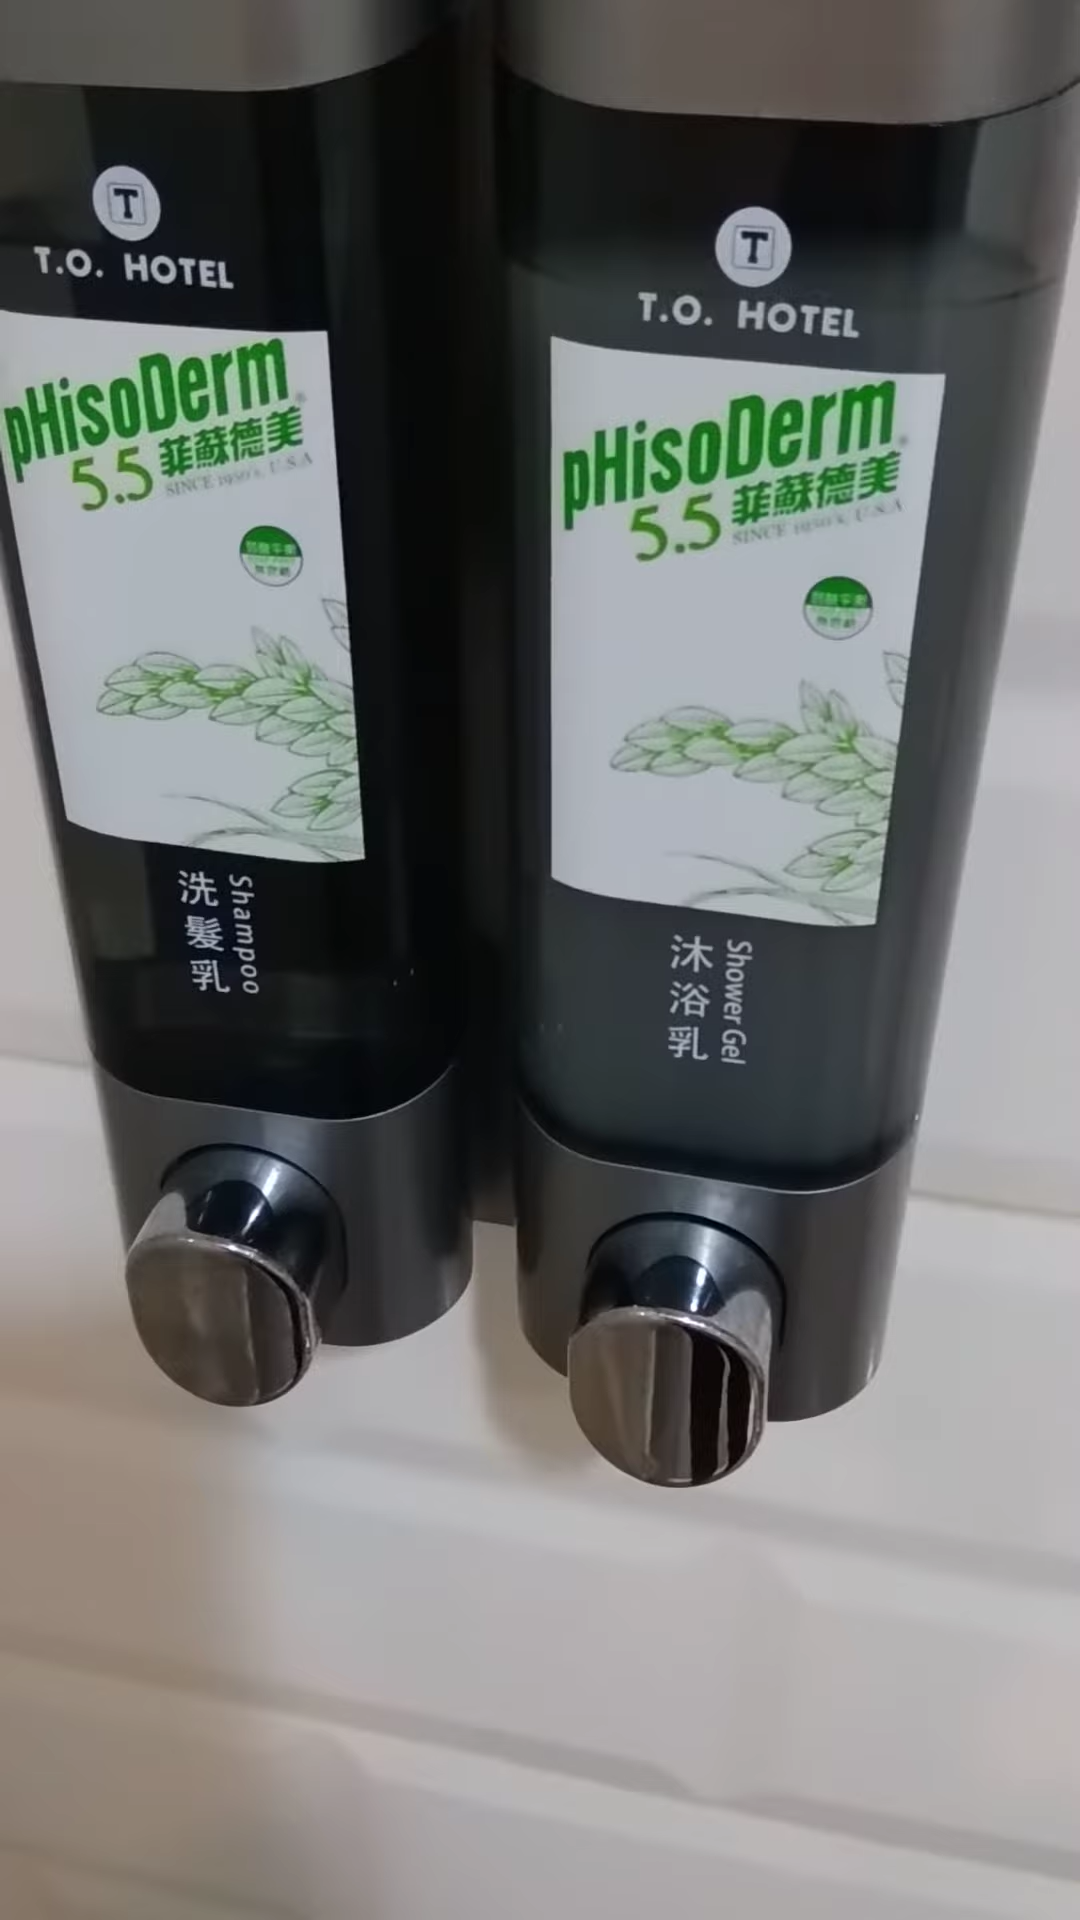 T
T.O. HOTEL
pHisoDerm
5.5 菲蘇德美
SINCE 1950's, U.S.A
洗髮乳
Shampoo
T
T.O. HOTEL
pHisoDerm®
5.5 菲蘇德美
SINCE 1950's, U.S.A
沐浴乳
Shower Gel